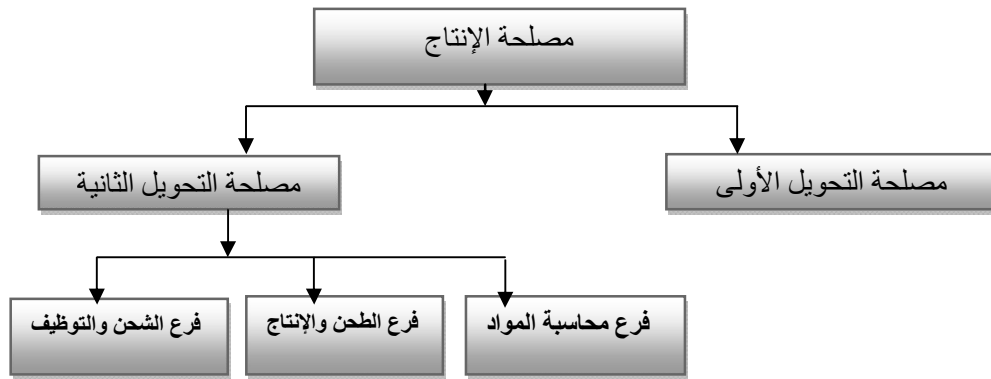 مصلحة الإنتاج
مصلحة التحويل الأولى
مصلحة التحويل الثانية
فرع محاسبة المواد
فرع الطحن والإنتاج
فرع الشحن والتوظيف